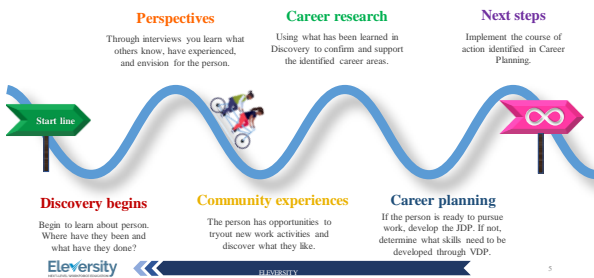 Perspectives
Through interviews you learn what
others know, have experienced,
and envision for the person.
Career research
Using what has been learned in
Discovery to confirm and support
the identified career areas.
Next steps
Implement the course of
action identified in Career
Planning.
Start line
Discovery begins
Begin to learn about person.
Where have they been and
what have they done?
Community experiences
The person has opportunities to
tryout new work activities and
discover what they like.
Career planning
If the person is ready to pursue
work, develop the JDP. If not,
determine what skills need to be
developed through VDP.
Eleversity
ELEVERSITY
5